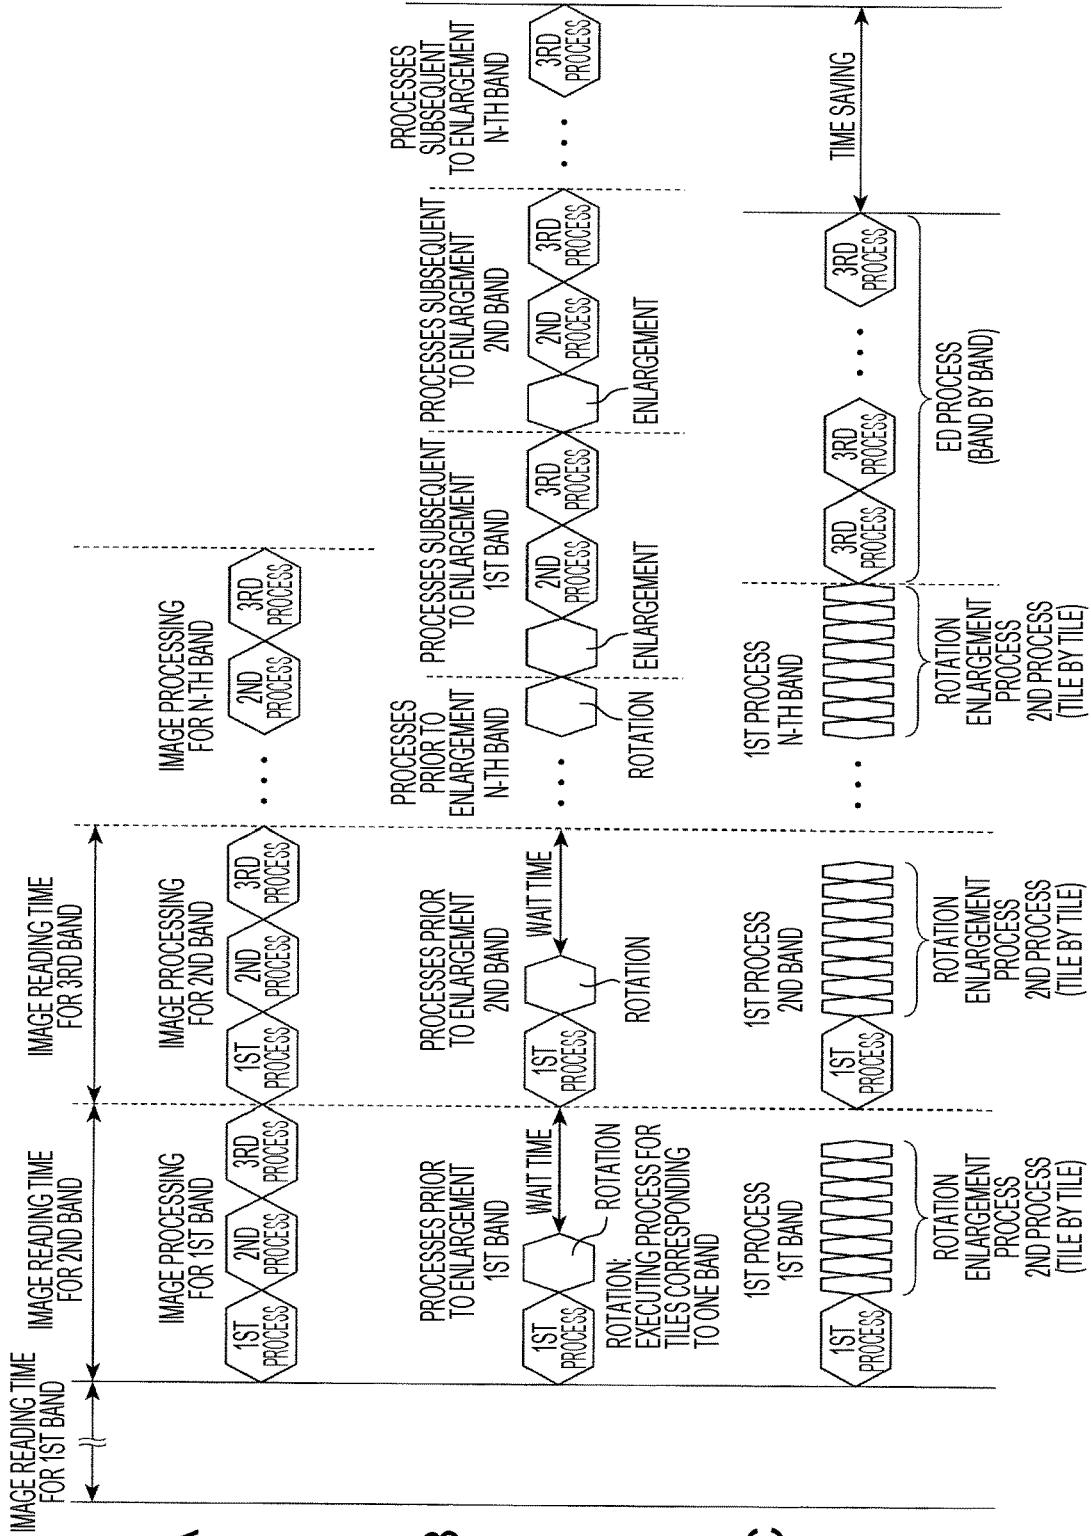 IMAGE READING TIME
FOR 1ST BAND
IMAGE READING TIME
FOR 2ND BAND
IMAGE READING TIME
FOR 3RD BAND
IMAGE PROCESSING
FOR 1ST BAND
IMAGE PROCESSING
FOR 2ND BAND
IMAGE PROCESSING
FOR N-TH BAND
1ST
PROCESS
2ND
PROCESS
3RD
PROCESS
1ST
PROCESS
2ND
PROCESS
3RD
PROCESS
2ND
PROCESS
3RD
PROCESS
PROCESSES PRIOR
TO ENLARGEMENT
1ST BAND
PROCESSES PRIOR
TO ENLARGEMENT
2ND BAND
PROCESSES
PRIOR TO
ENLARGEMENT
N-TH BAND
PROCESSES SUBSEQUENT
TO ENLARGEMENT
1ST BAND
PROCESSES SUBSEQUENT
TO ENLARGEMENT
2ND BAND
PROCESSES
SUBSEQUENT
TO ENLARGEMENT
N-TH BAND
1ST
PROCESS
WAIT TIME
1ST
PROCESS
WAIT TIME
2ND
PROCESS
3RD
PROCESS
2ND
PROCESS
3RD
PROCESS
3RD
PROCESS
ROTATION
ROTATION:
EXECUTING PROCESS FOR
TILES CORRESPONDING
TO ONE BAND
ROTATION
ROTATION
ENLARGEMENT
ENLARGEMENT
1ST PROCESS
1ST BAND
1ST PROCESS
2ND BAND
1ST PROCESS
N-TH BAND
TIME SAVING
1ST
PROCESS
1ST
PROCESS
3RD
PROCESS
3RD
PROCESS
3RD
PROCESS
ROTATION
ENLARGEMENT
PROCESS
2ND PROCESS
(TILE BY TILE)
ROTATION
ENLARGEMENT
PROCESS
2ND PROCESS
(TILE BY TILE)
ROTATION
ENLARGEMENT
PROCESS
2ND PROCESS
(TILE BY TILE)
ED PROCESS
(BAND BY BAND)